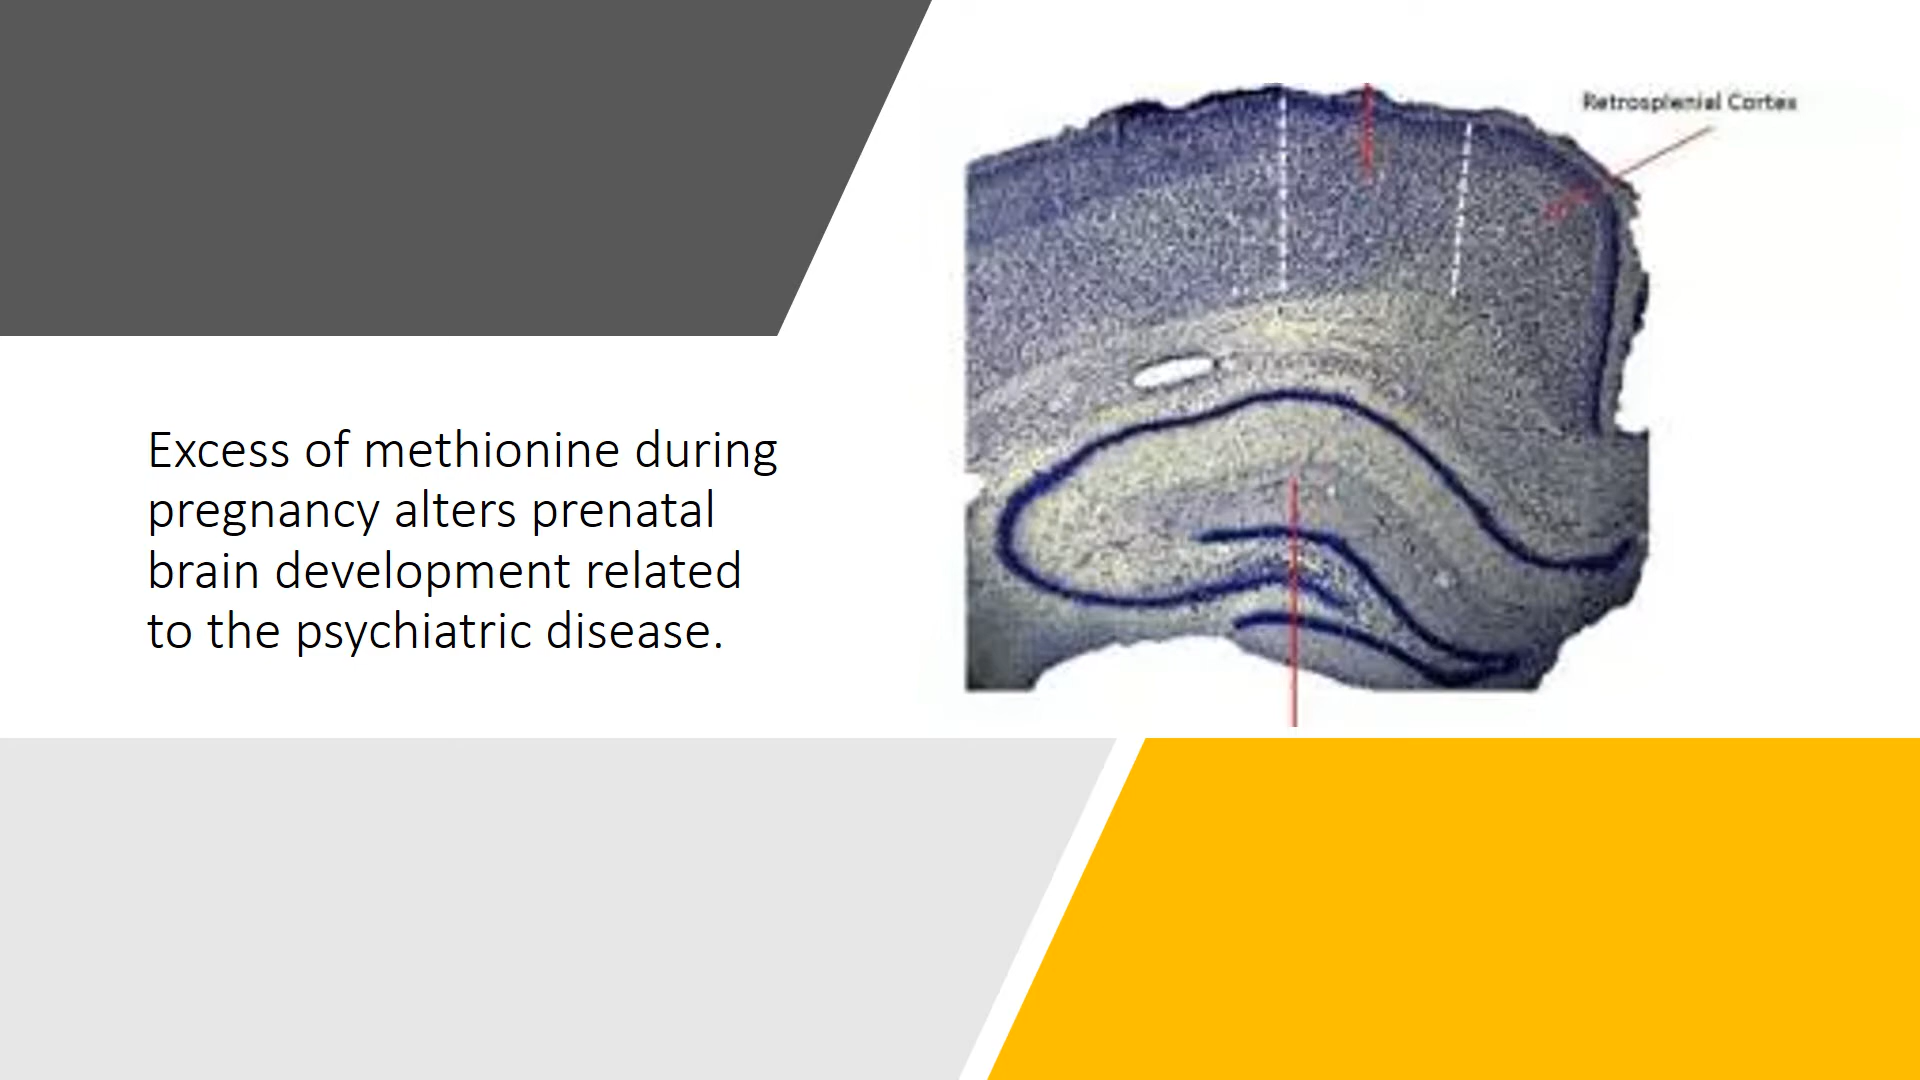 Retrosplenial Cortex
Excess of methionine during
pregnancy alters prenatal
brain development related
to the psychiatric disease.